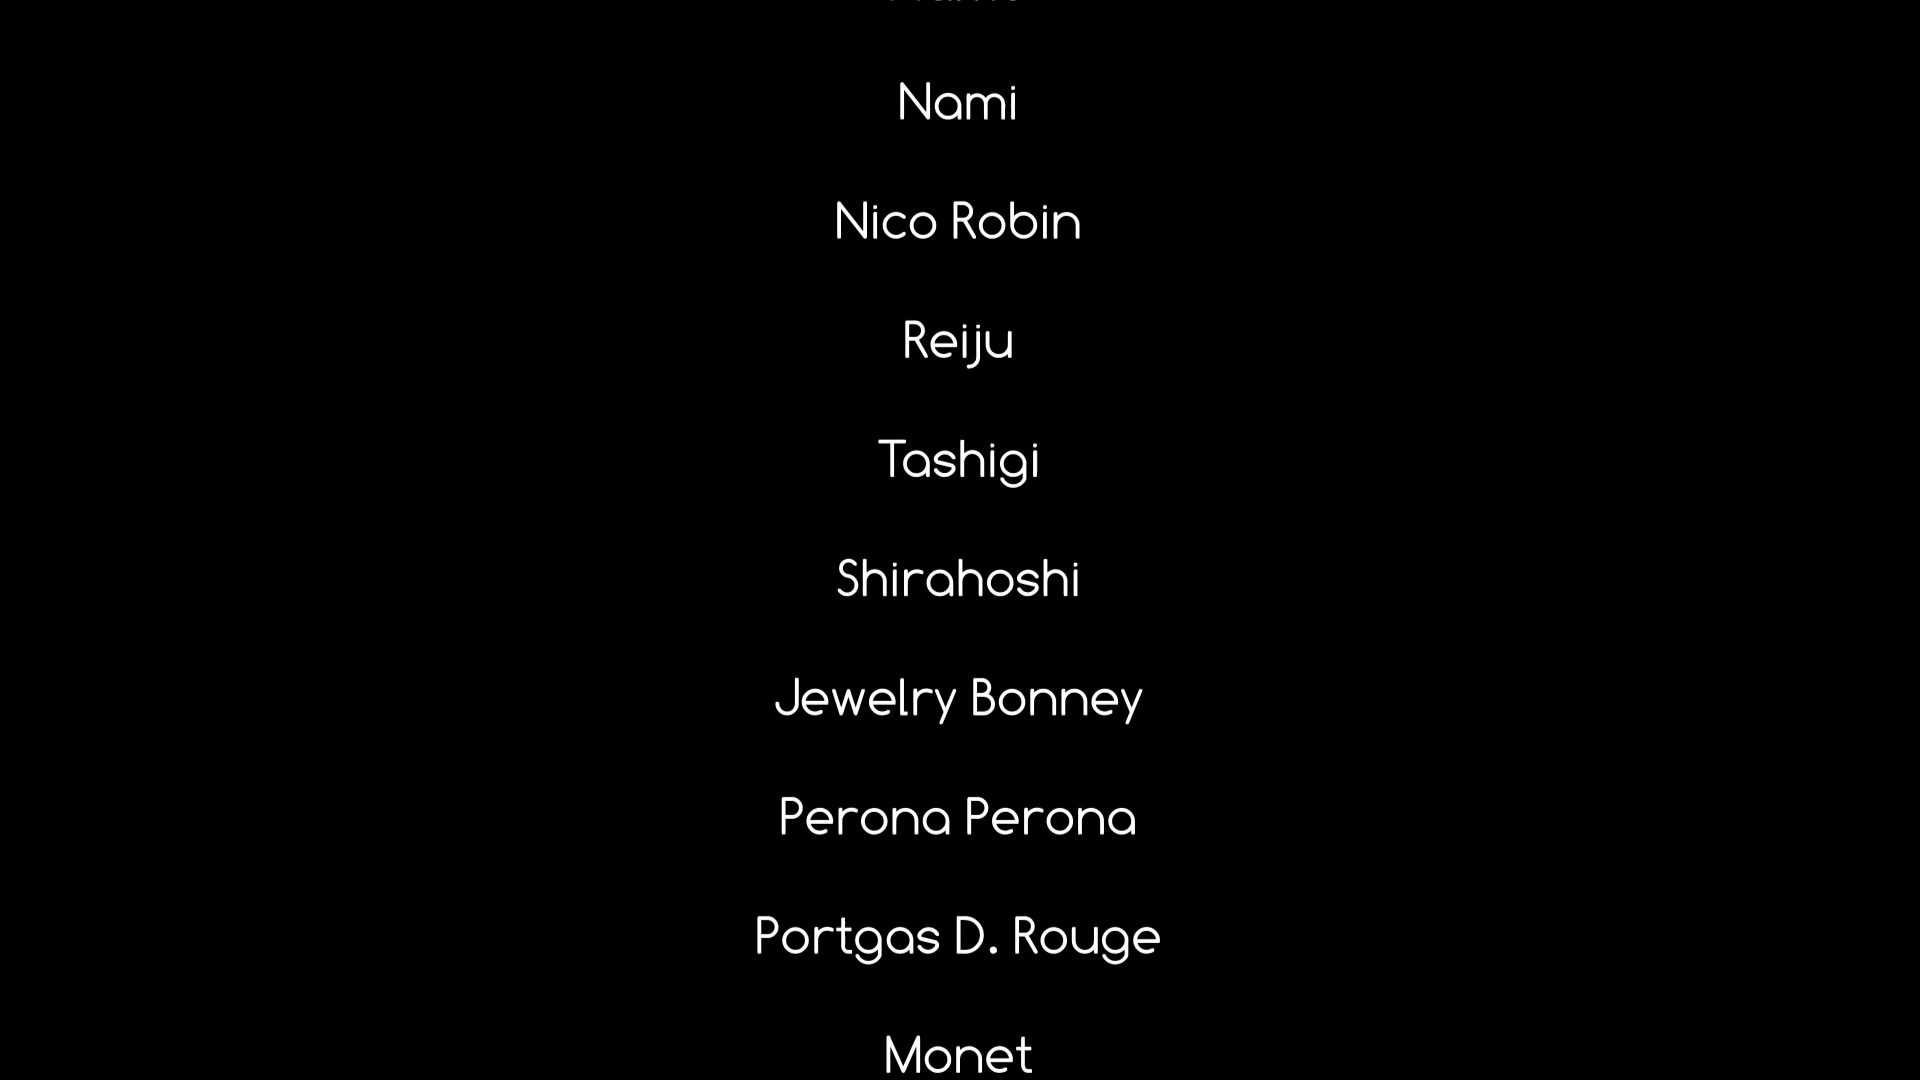 Nami
Nico Robin
Reiju
Tashigi
Shirahoshi
Jewelry Bonney
Perona Perona
Portgas D. Rouge
Monet